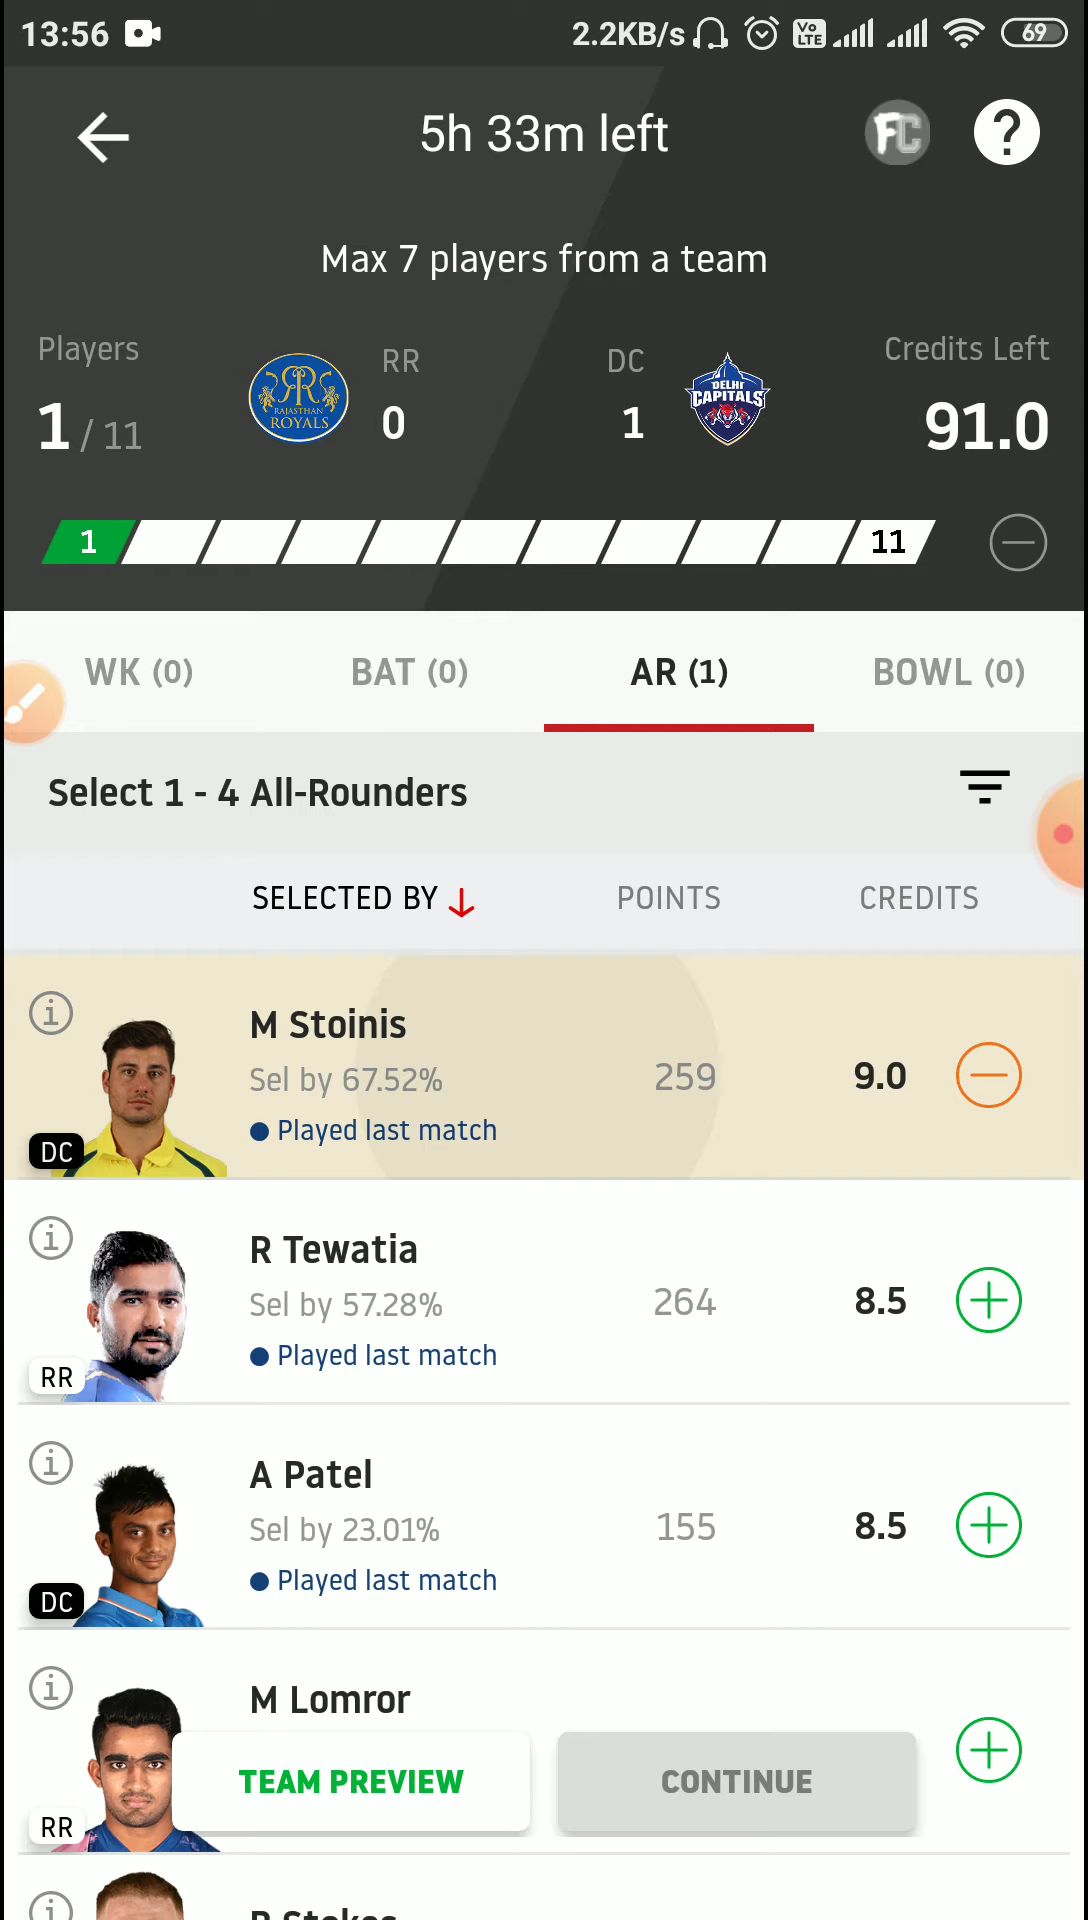 13:56 2.2KB/s Vo LTE 69
5h 33m left FC ?
Max 7 players from a team
Players RR DC Credits Left
1 / 11 0 1 91.0
RR RAJASTHAN ROYALS
DELHI CAPITALS
1 11
WK (0) BAT (0) AR (1) BOWL (0)
Select 1 - 4 All-Rounders
SELECTED BY ↓ POINTS CREDITS
i M Stoinis
Sel by 67.52% 259 9.0
Played last match
DC
i R Tewatia
Sel by 57.28% 264 8.5
Played last match
RR
i A Patel
Sel by 23.01% 155 8.5
Played last match
DC
i M Lomror
TEAM PREVIEW CONTINUE
RR
i